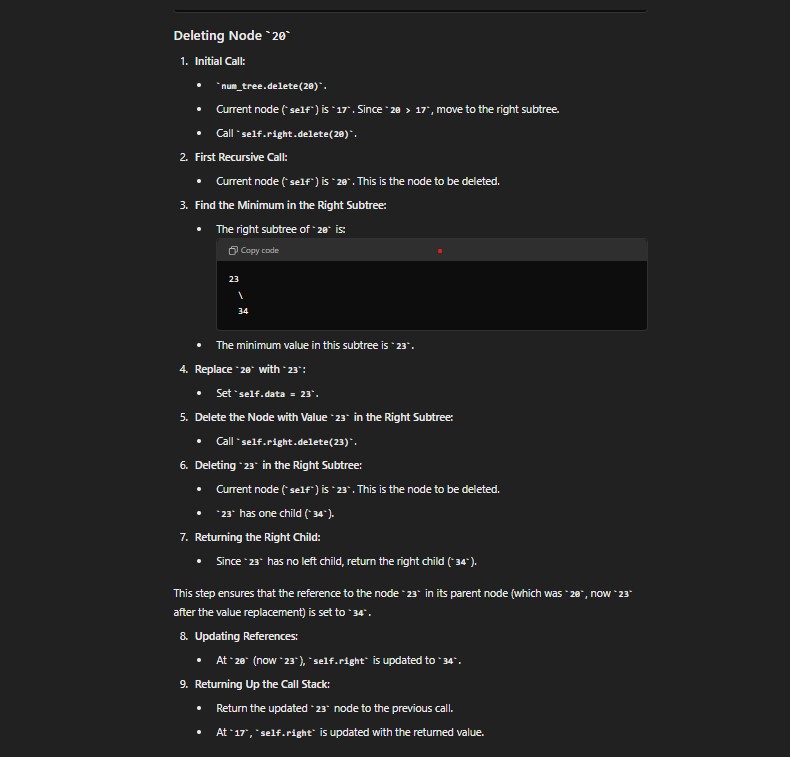 Deleting Node `20`
1. Initial Call:
• `num_tree.delete(20)`.
• Current node (`self`) is `17`. Since `20 > 17`, move to the right subtree.
• Call `self.right.delete(20)`.
2. First Recursive Call:
• Current node (`self`) is `20`. This is the node to be deleted.
3. Find the Minimum in the Right Subtree:
• The right subtree of `20` is:
Copy code
23
\
34
• The minimum value in this subtree is `23`.
4. Replace `20` with `23`:
• Set `self.data = 23`.
5. Delete the Node with Value `23` in the Right Subtree:
• Call `self.right.delete(23)`.
6. Deleting `23` in the Right Subtree:
• Current node (`self`) is `23`. This is the node to be deleted.
• `23` has one child (`34`).
7. Returning the Right Child:
• Since `23` has no left child, return the right child (`34`).
This step ensures that the reference to the node `23` in its parent node (which was `20`, now `23`
after the value replacement) is set to `34`.
8. Updating References:
• At `20` (now `23`), `self.right` is updated to `34`.
9. Returning Up the Call Stack:
• Return the updated `23` node to the previous call.
• At `17`, `self.right` is updated with the returned value.